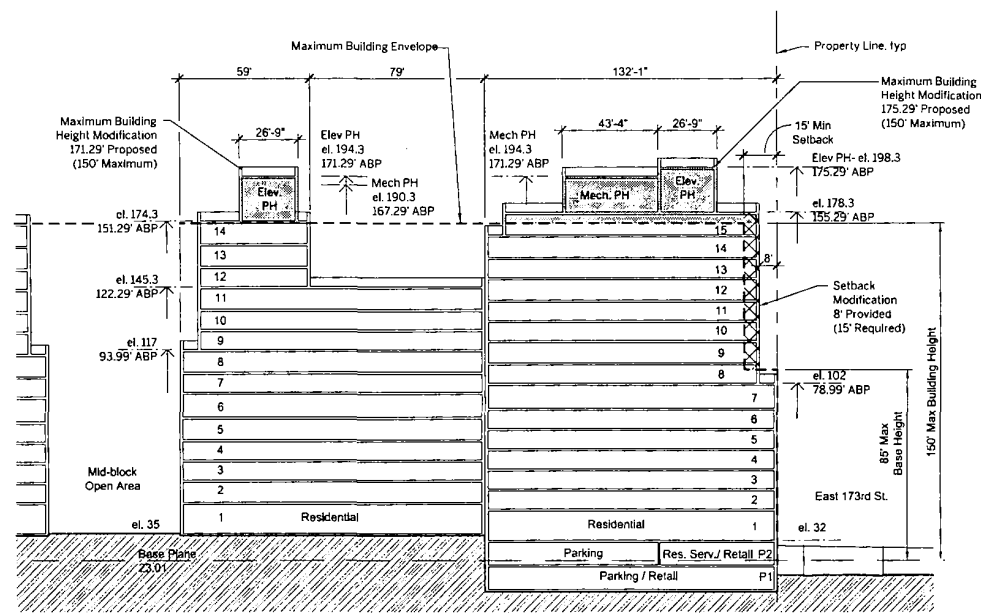 Maximum Building Envelope
Property Line, typ
59'
79'
132'-1"
Maximum Building
Height Modification
171.29' Proposed
(150' Maximum)
26'-9"
Elev PH
el. 194.3
171.29' ABP
Mech PH
el. 190.3
167.29' ABP
Mech PH
el. 194.3
171.29' ABP
43'-4"
26'-9"
Maximum Building
Height Modification
175.29' Proposed
(150' Maximum)
15' Min
Setback
Elev PH- el. 198.3
175.29' ABP
Elev.
PH
Mech. PH
Elev.
PH
el. 178.3
155.29' ABP
el. 174.3
151.29' ABP
el. 145.3
122.29' ABP
el. 117
93.99' ABP
14
13
12
11
10
9
8
7
6
5
4
3
2
1
Residential
15
14
13
12
11
10
9
8
7
6
5
4
3
2
Residential
1
8'
Setback
Modification
8' Provided
(15' Required)
el. 102
78.99' ABP
85' Max
Base Height
150' Max Building Height
Mid-block
Open Area
East 173rd St.
el. 35
el. 32
Base Plane
23.01
Parking
Res. Serv./ Retail P2
Parking / Retail
P1